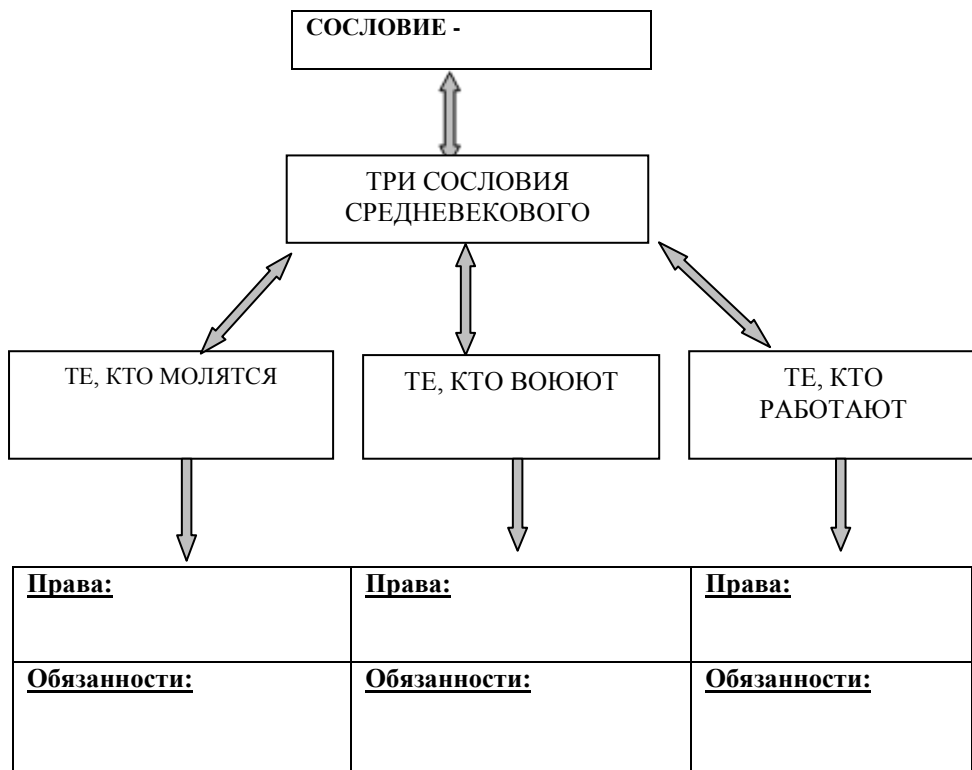 СОСЛОВИЕ -
ТРИ СОСЛОВИЯ
СРЕДНЕВЕКОВОГО
ТЕ, КТО МОЛЯТСЯ
ТЕ, КТО ВОЮЮТ
ТЕ, КТО
РАБОТАЮТ
Права:
Права:
Права:
Обязанности:
Обязанности:
Обязанности: